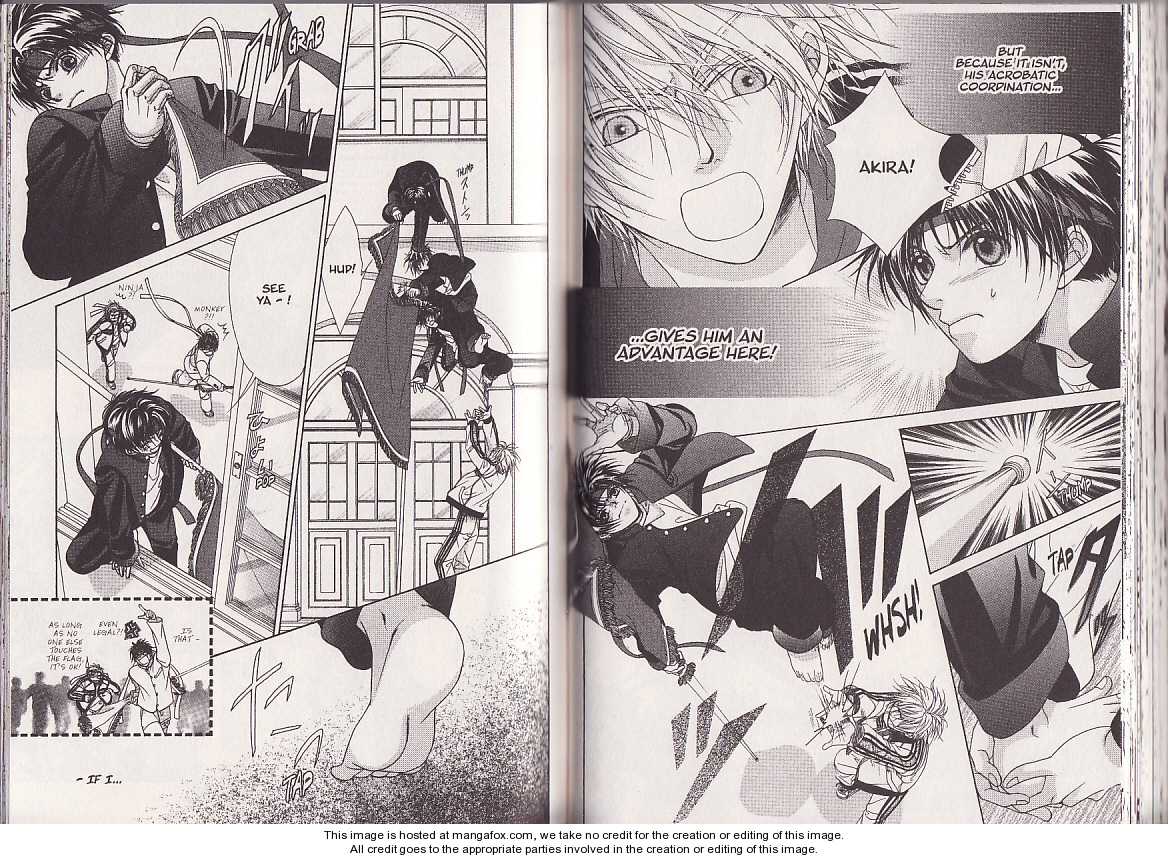 BUT
BECAUSE IT ISN'T,
HIS ACROBATIC
COORDINATION...
AKIRA!
...GIVES HIM AN
ADVANTAGE HERE!
THUMP
TAP
WHSH!
THUMP
HUP!
GRAB
SEE
YA - !
MONKEY
?!!
NINJA
?!
POP
IS
THAT -
EVEN
LEGAL?!
AS LONG
AS NO
ONE ELSE
TOUCHES
THE FLAG,
IT'S OK!
TAP
- IF I...
This image is hosted at mangafox.com, we take no credit for the creation or editing of this image.
All credit goes to the appropriate parties involved in the creation or editing of this image.